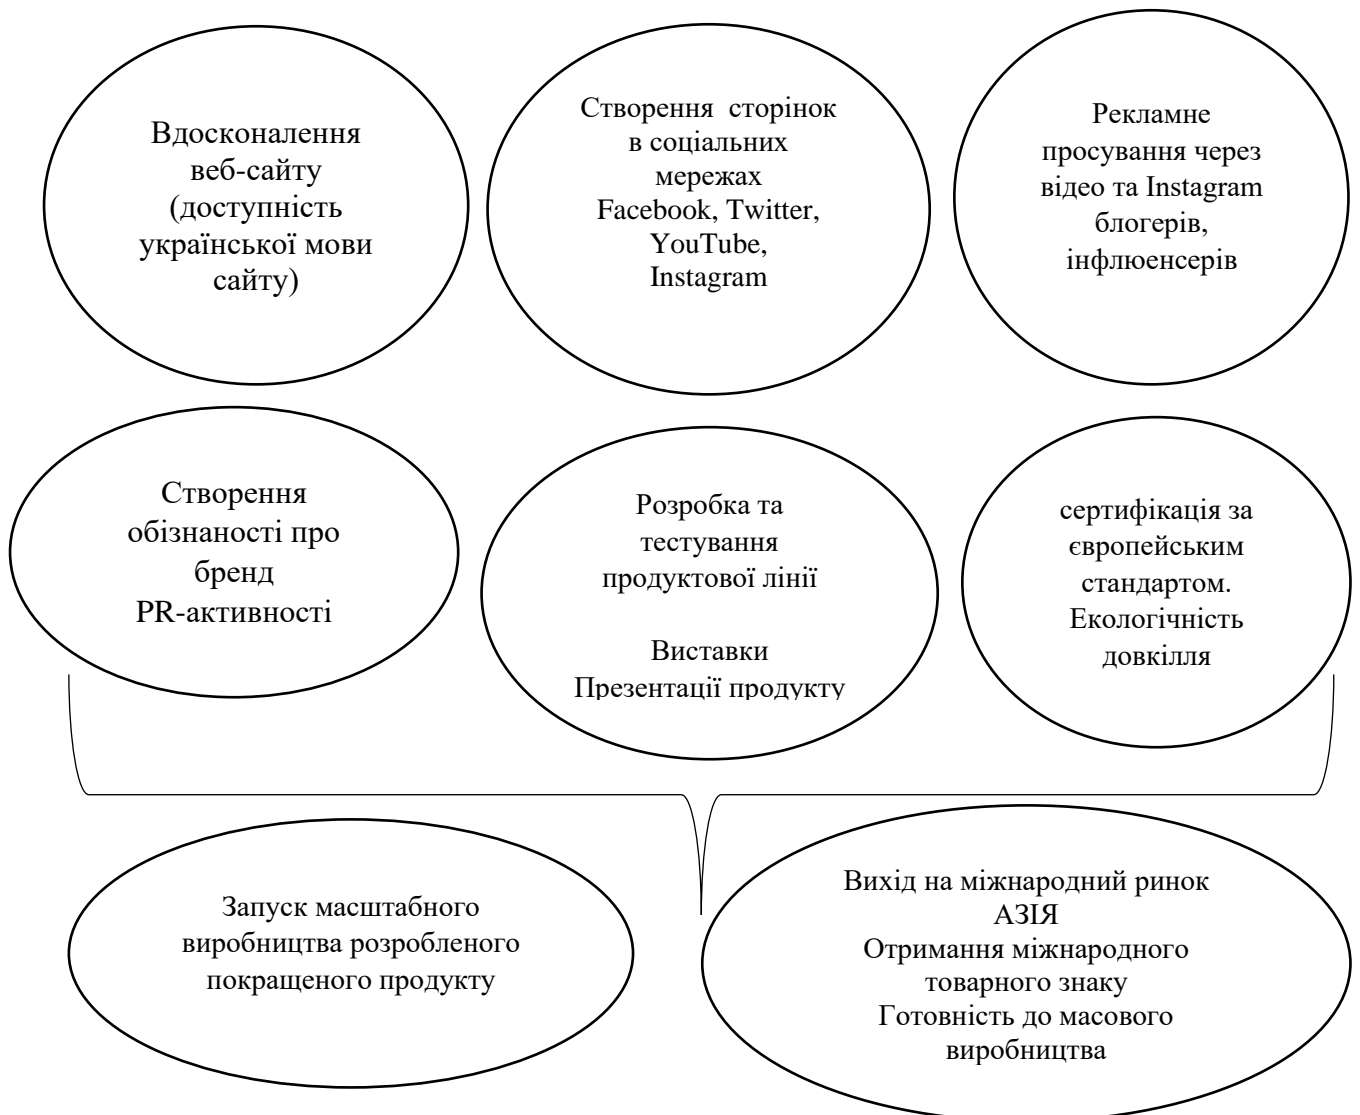 Вдосконалення
веб-сайту
(доступність
української мови
сайту)
Створення сторінок
в соціальних
мережах
Facebook, Twitter,
YouTube,
Instagram
Рекламне
просування через
відео та Instagram
блогерів,
інфлюенсерів
Створення
обізнаності про
бренд
PR-активності
Розробка та
тестування
продуктової лінії
Виставки
Презентації продукту
сертифікація за
європейським
стандартом.
Екологічність
довкілля
Запуск масштабного
виробництва розробленого
покращеного продукту
Вихід на міжнародний ринок
АЗІЯ
Отримання міжнародного
товарного знаку
Готовність до масового
виробництва